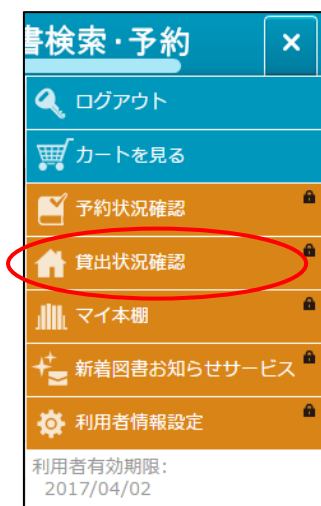 書検索・予約
×
ログアウト
カートを見る
予約状況確認
貸出状況確認
マイ本棚
新着図書お知らせサービス
利用者情報設定
利用者有効期限:
2017/04/02